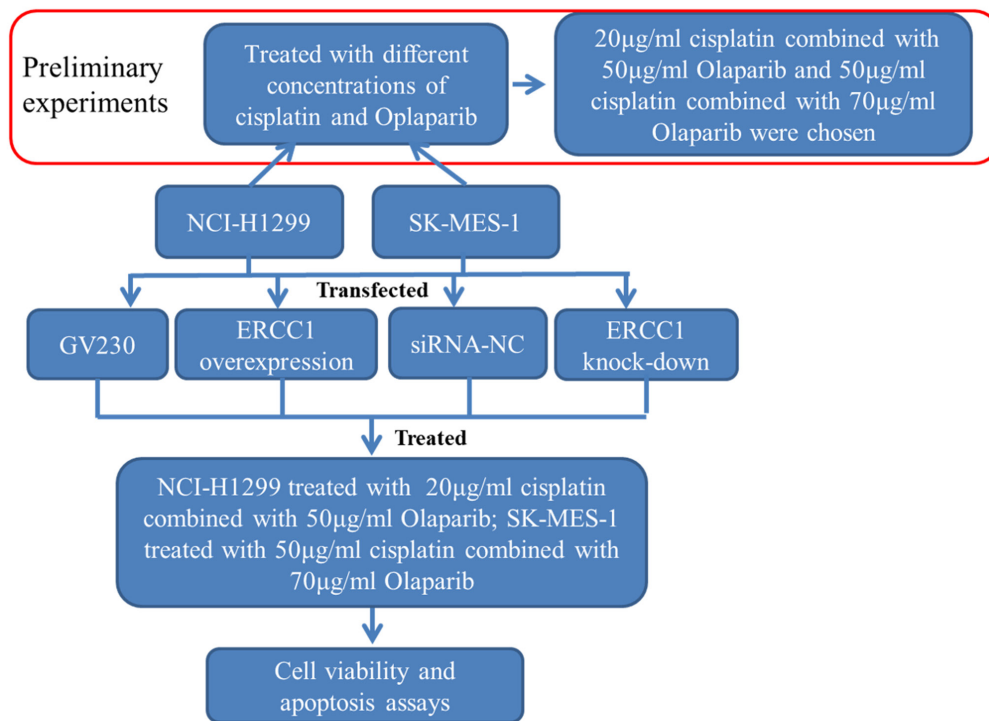 Preliminary
experiments
Treated with different
concentrations of
cisplatin and Oplaparib
20μg/ml cisplatin combined with
50μg/ml Olaparib and 50μg/ml
cisplatin combined with 70μg/ml
Olaparib were chosen
NCI-H1299
SK-MES-1
Transfected
GV230
ERCC1
overexpression
siRNA-NC
ERCC1
knock-down
Treated
NCI-H1299 treated with 20μg/ml cisplatin
combined with 50μg/ml Olaparib; SK-MES-1
treated with 50μg/ml cisplatin combined with
70μg/ml Olaparib
Cell viability and
apoptosis assays